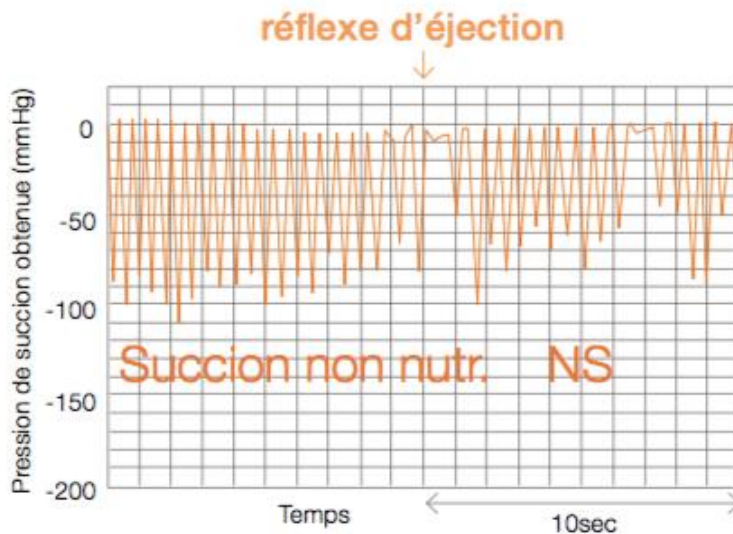 réflexe d'éjection
Pression de succion obtenue (mmHg)
0
-50
-100
Succion non nutr. NS
-150
-200
Temps
10sec